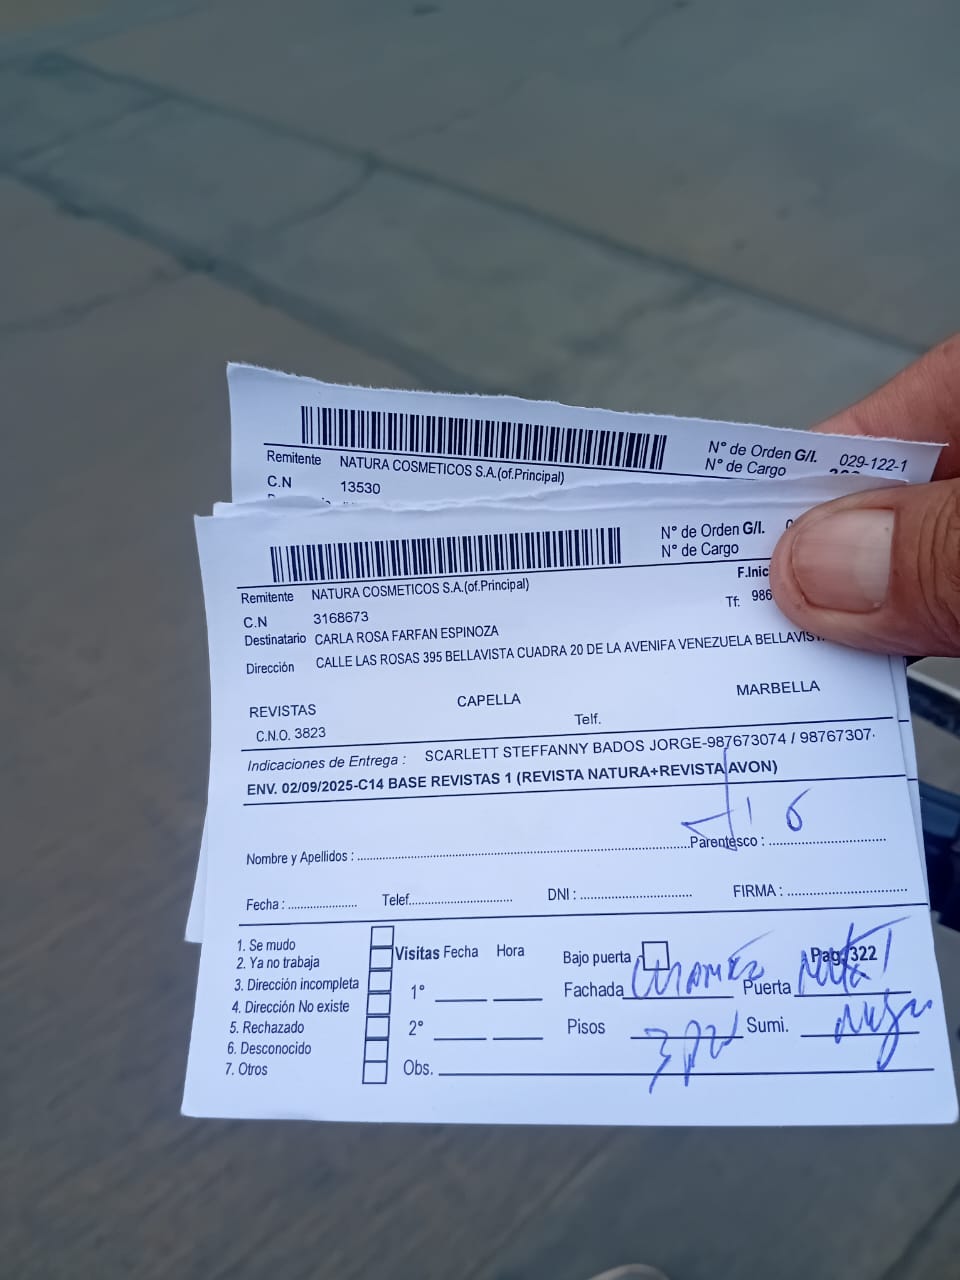 N° de Orden G/I. 029-122-1
N° de Cargo
Remitente NATURA COSMETICOS S.A.(of.Principal)
C.N 13530
N° de Orden G/I.
N° de Cargo
Remitente NATURA COSMETICOS S.A.(of.Principal)
F.Inic
C.N 3168673
Tf: 986
Destinatario CARLA ROSA FARFAN ESPINOZA
Dirección CALLE LAS ROSAS 395 BELLAVISTA CUADRA 20 DE LA AVENIFA VENEZUELA BELLAVIST
REVISTAS CAPELLA MARBELLA
C.N.O. 3823 Telf.
Indicaciones de Entrega : SCARLETT STEFFANNY BADOS JORGE-987673074 / 98767307
ENV. 02/09/2025-C14 BASE REVISTAS 1 (REVISTA NATURA+REVISTA AVON)
Nombre y Apellidos : Parentesco :
Fecha : Telef. DNI : FIRMA :
1. Se mudo
2. Ya no trabaja
3. Dirección incompleta
4. Dirección No existe
5. Rechazado
6. Desconocido
7. Otros
Visitas Fecha Hora
1°
2°
Obs.
Bajo puerta Pag.322
Fachada Puerta
Pisos 3 Sumi.